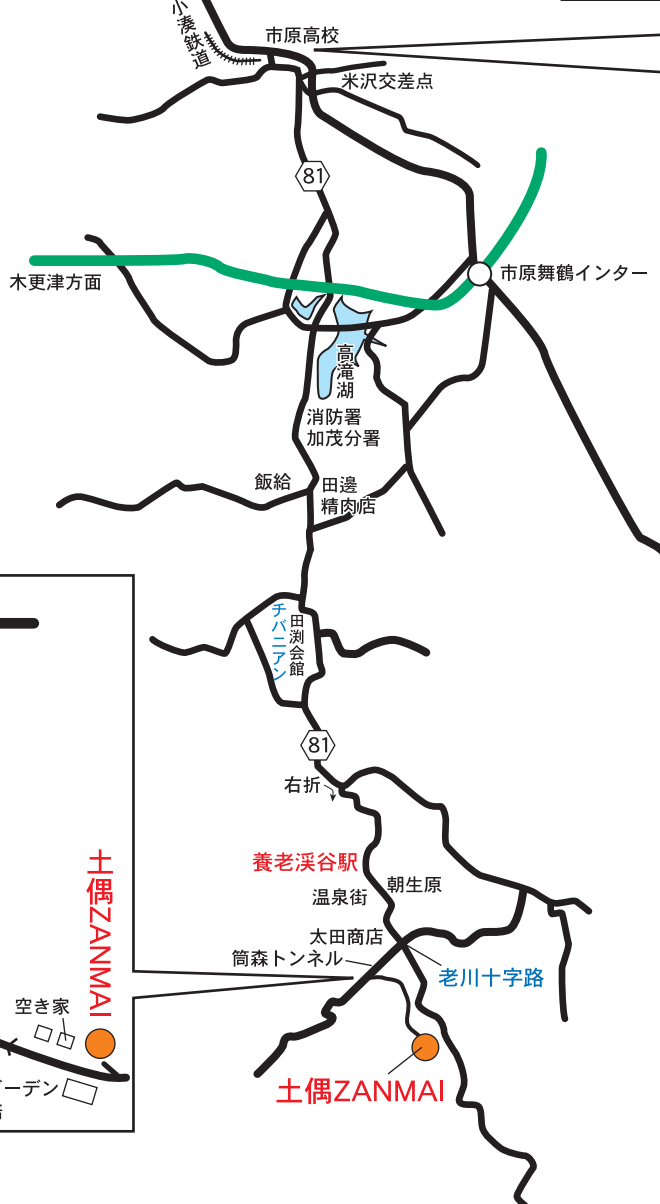 小湊鉄道
市原高校
米沢交差点
81
木更津方面
市原舞鶴インター
高滝湖
消防署
加茂分署
飯給
田邊
精肉店
チバニアン
田渕会館
81
右折
養老渓谷駅
朝生原
温泉街
太田商店
筒森トンネル
老川十字路
土偶ZANMAI
土偶ZANMAI
空き家
ーデン